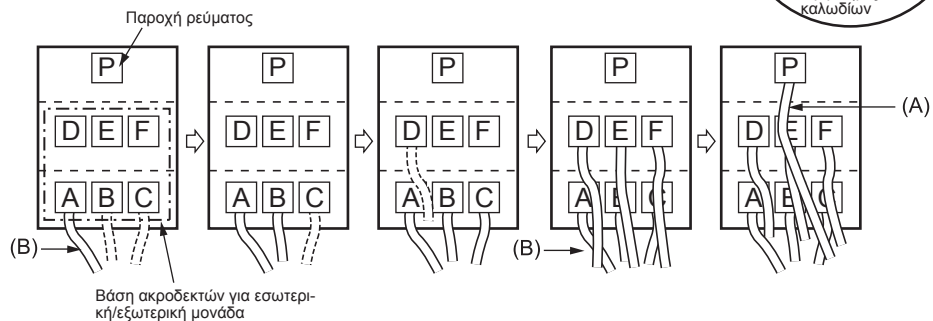 Παροχή ρεύματος
καλωδίων
P P P P P
(A)
D E F D E F D E F D E F D E F
A B C A B C A B C A B C A B C
(B) (B)
Βάση ακροδεκτών για εσωτερι-
κή/εξωτερική μονάδα